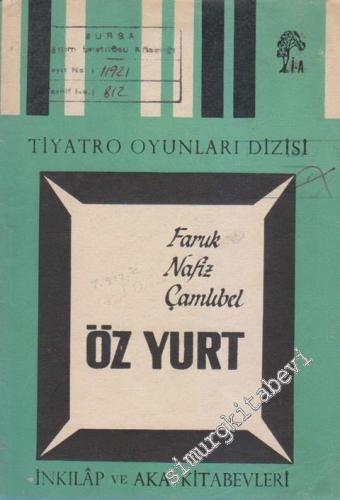 BURSA
Kayıt No. : 11921
Tasnif No. : 812
İ-A
TİYATRO OYUNLARI DİZİSİ
Faruk
Nafiz
Çamlıbel
ÖZ YURT
İNKILÂP VE AKA KİTABEVLERİ
simurgkitabevi.com